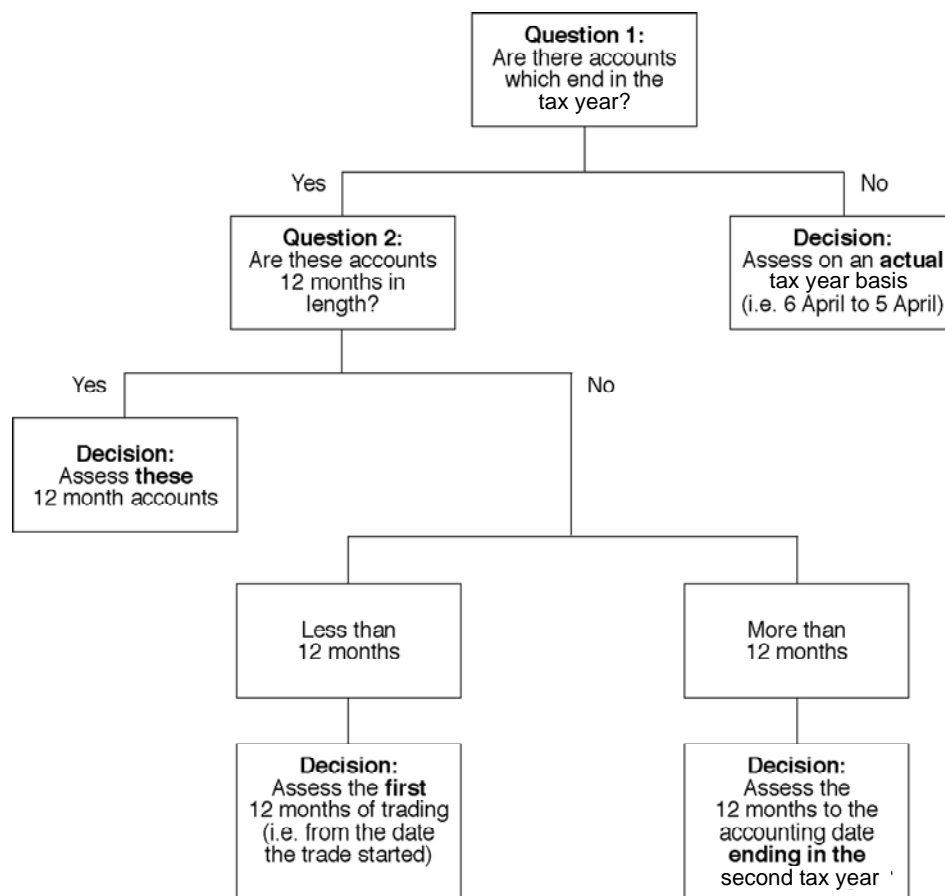 Question 1:
Are there accounts
which end in the
tax year?
Yes
No
Question 2:
Are these accounts
12 months in
length?
Decision:
Assess on an actual
tax year basis
(i.e. 6 April to 5 April)
Yes
No
Decision:
Assess these
12 month accounts
Less than
12 months
More than
12 months
Decision:
Assess the first
12 months of trading
(i.e. from the date
the trade started)
Decision:
Assess the
12 months to the
accounting date
ending in the
second tax year